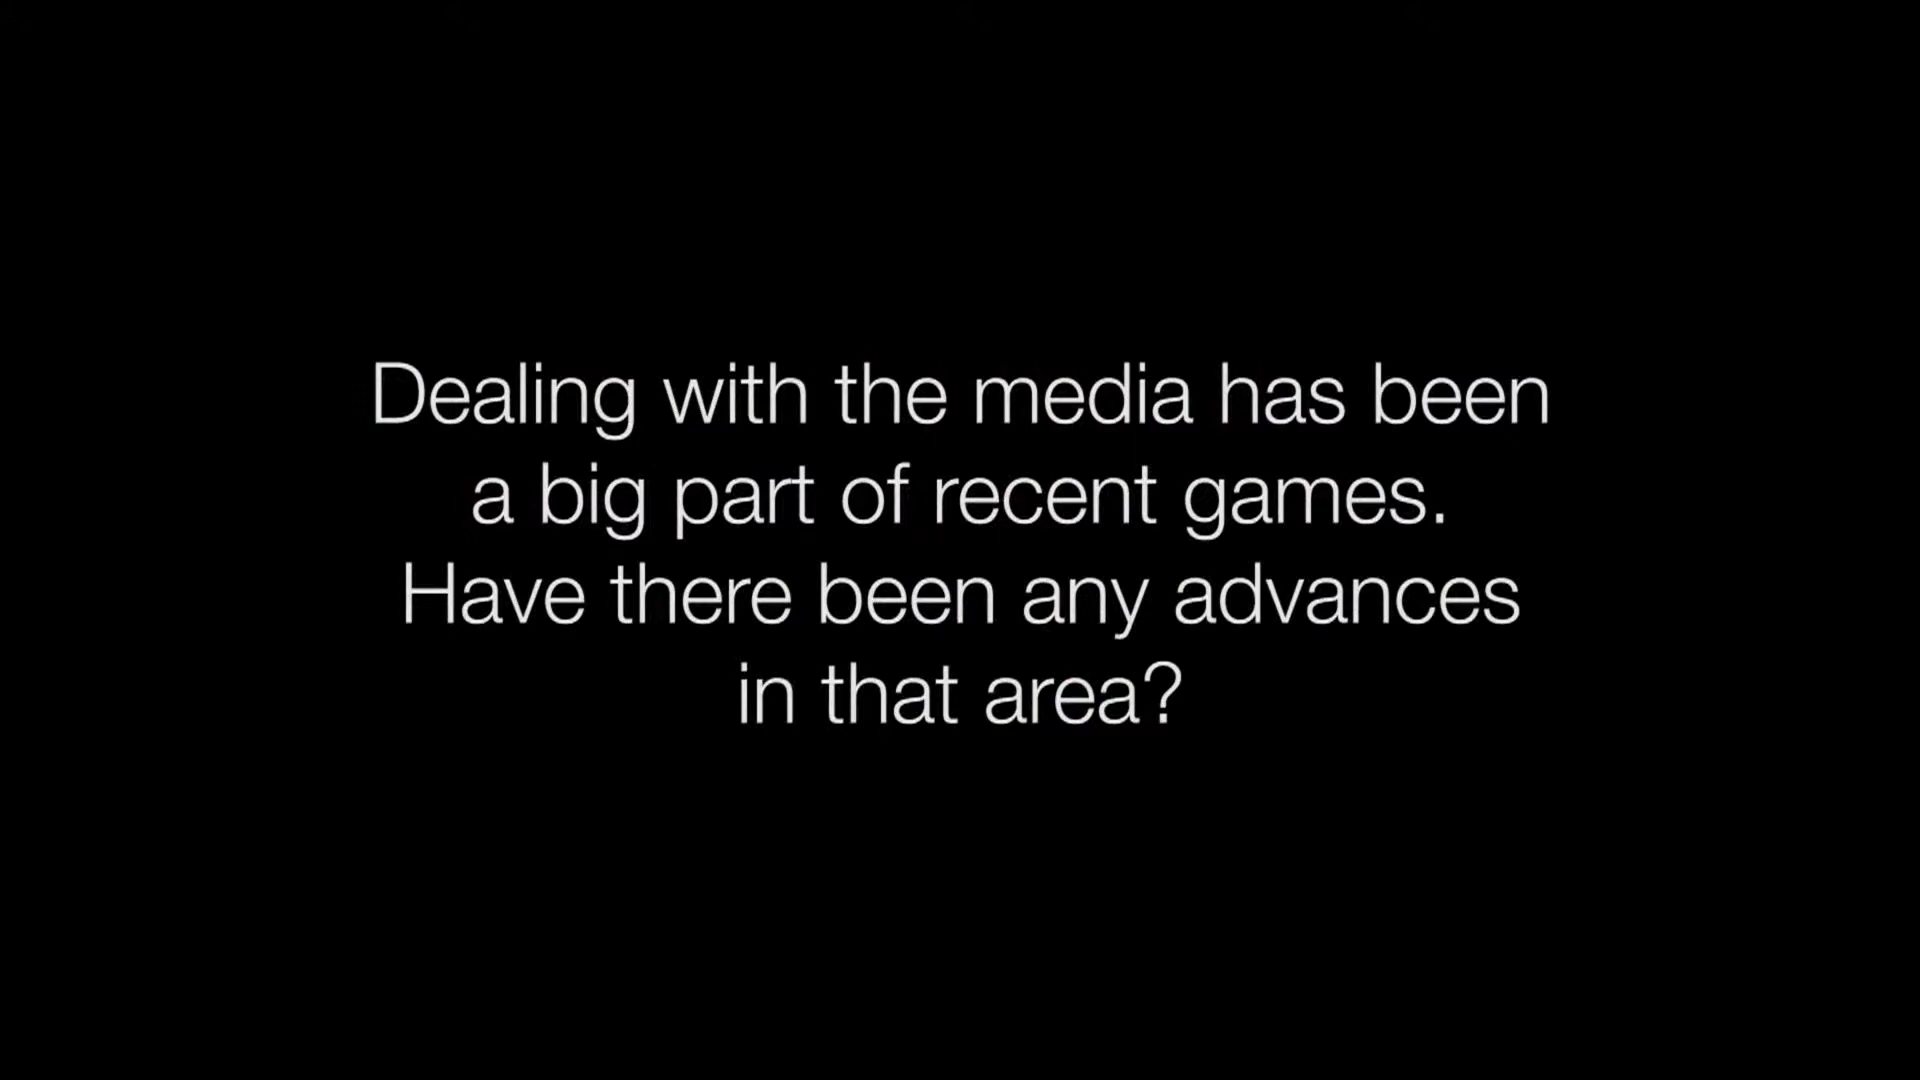 Dealing with the media has been
a big part of recent games.
Have there been any advances
in that area?